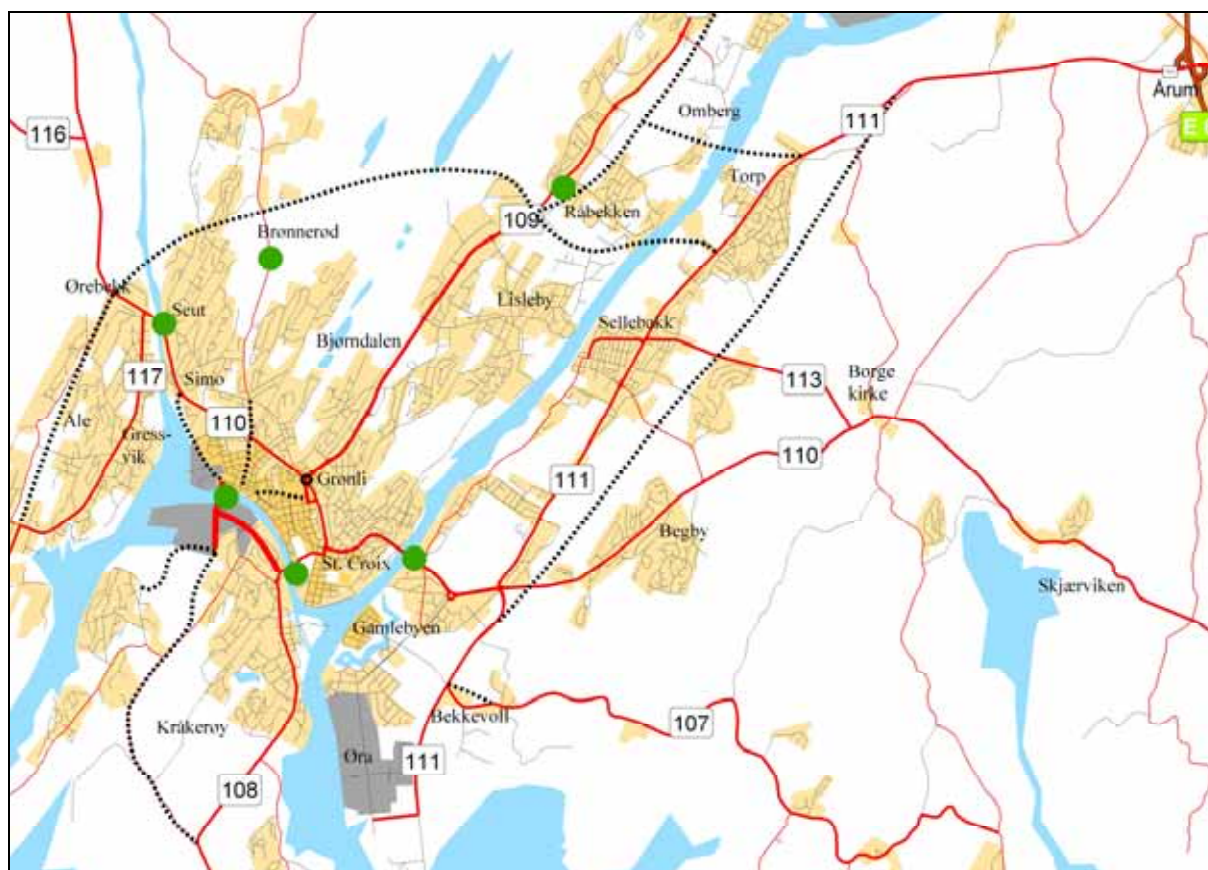 Omberg
Årum
E
111
116
Torp
109
Råbekken
Brønnerød
Ørebekk
Seut
Lisleby
Sellebakk
Bjørndalen
117
Simo
113
Borge
kirke
110
Åle
Gress-
vik
110
Grønli
111
Begby
St. Croix
Skjærviken
Gamlebyen
Kråkerøy
Bekkevoll
107
Øra
111
108